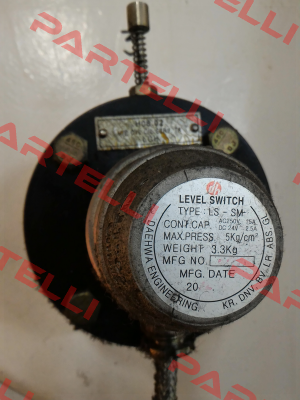 PARTELLI
PARTELLI
PARTELLI
LEVEL SWITCH
TYPE : LS - SM-
CONT.CAP. AC250V 15A
DC 24V 0.5A
MAX.PRESS 5Kg/cm²
WEIGHT 3.3Kg
MFG NO.
MFG. DATE
20
DAEHWA ENGINEERING. KR. DNV. BV. LR. ABS. GL